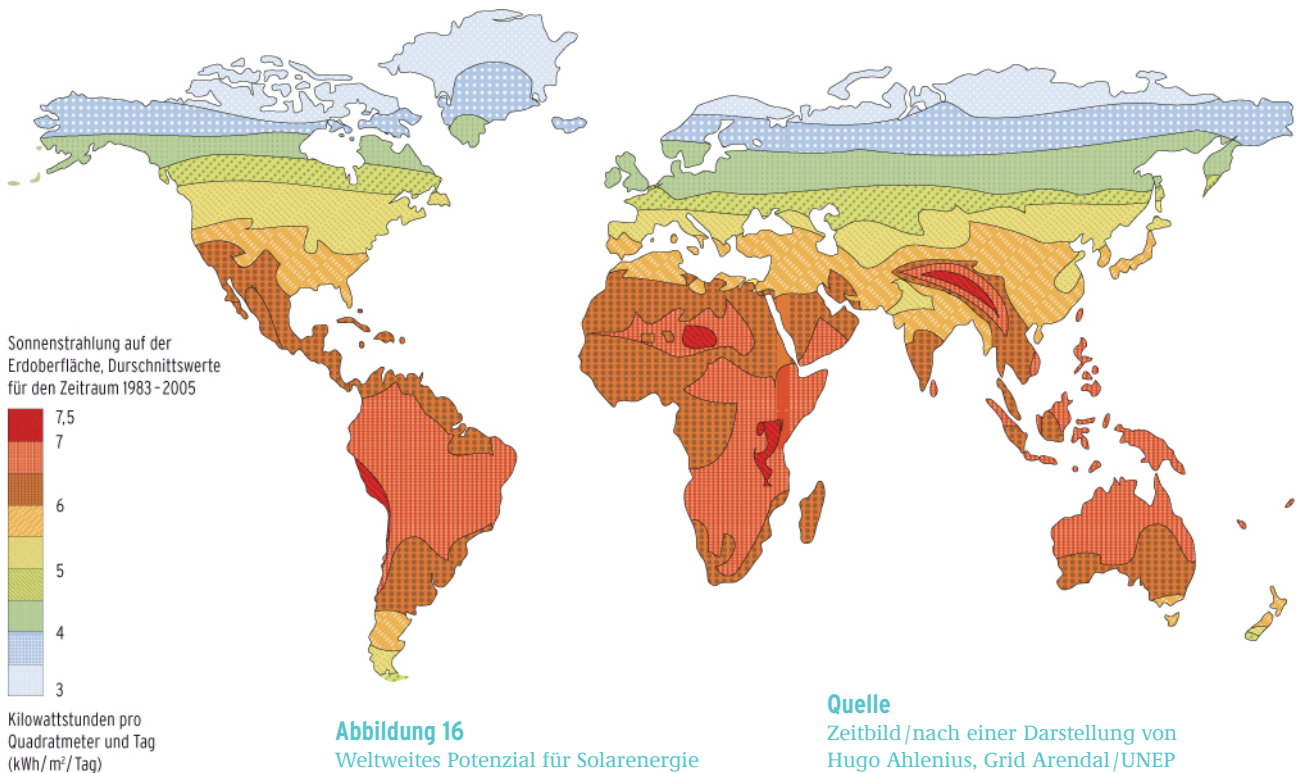 Sonnenstrahlung auf der
Erdoberfläche, Durschnittswerte
für den Zeitraum 1983 - 2005
7,5
7
6
5
4
3
Kilowattstunden pro
Quadratmeter und Tag
(kWh/m²/Tag)
Abbildung 16
Weltweites Potenzial für Solarenergie
Quelle
Zeitbild/nach einer Darstellung von
Hugo Ahlenius, Grid Arendal/UNEP